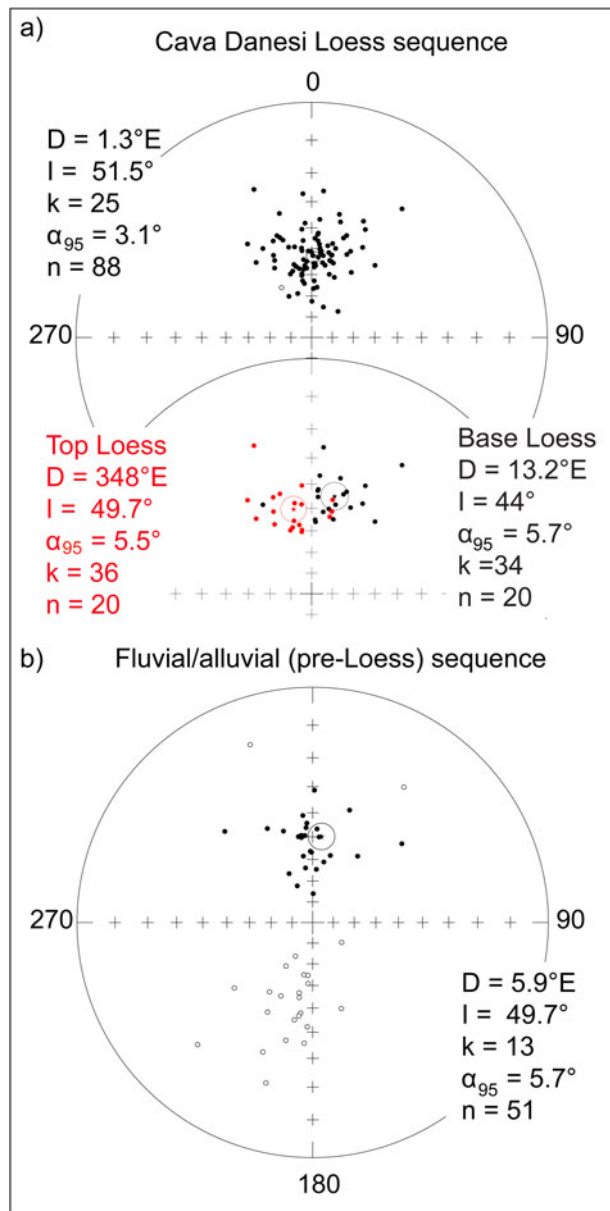 a)
Cava Danesi Loess sequence
0
D = 1.3°E
I = 51.5°
k = 25
α95 = 3.1°
n = 88
270
90
Top Loess
D = 348°E
I = 49.7°
α95 = 5.5°
k = 36
n = 20
Base Loess
D = 13.2°E
I = 44°
α95 = 5.7°
k =34
n = 20
b)
Fluvial/alluvial (pre-Loess) sequence
270
90
D = 5.9°E
I = 49.7°
k = 13
α95 = 5.7°
n = 51
180